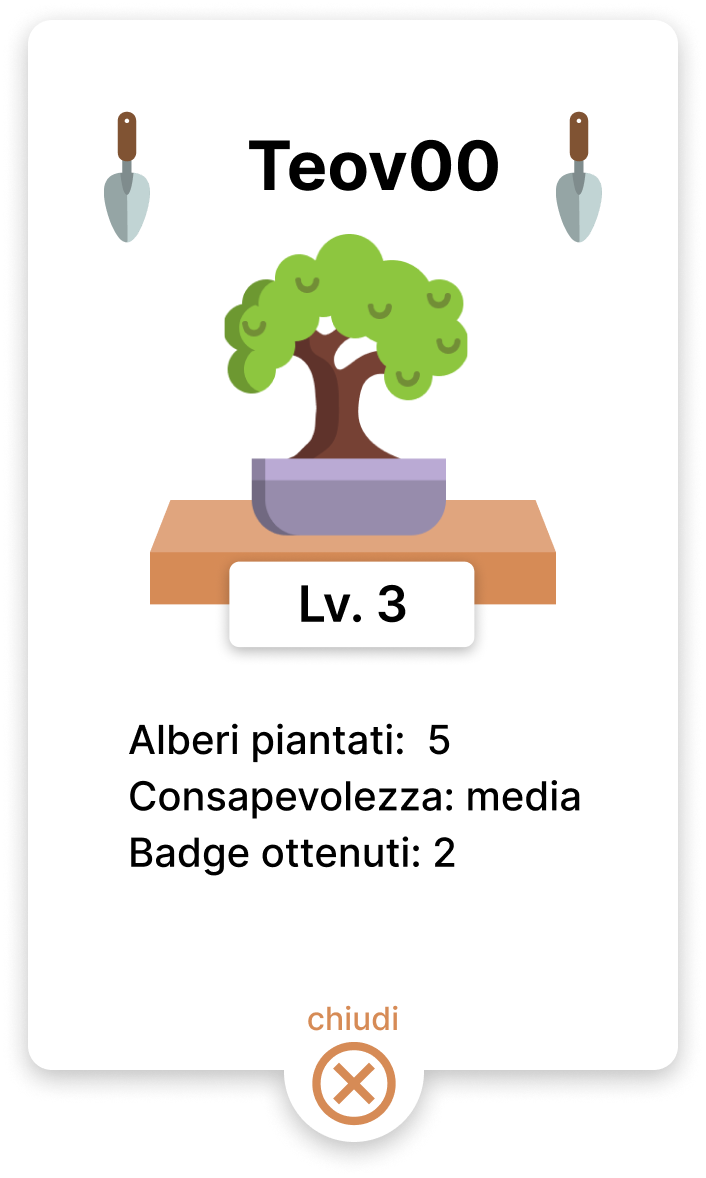 Teov00
Lv. 3
Alberi piantati:  5
Consapevolezza: media
Badge ottenuti: 2
chiudi